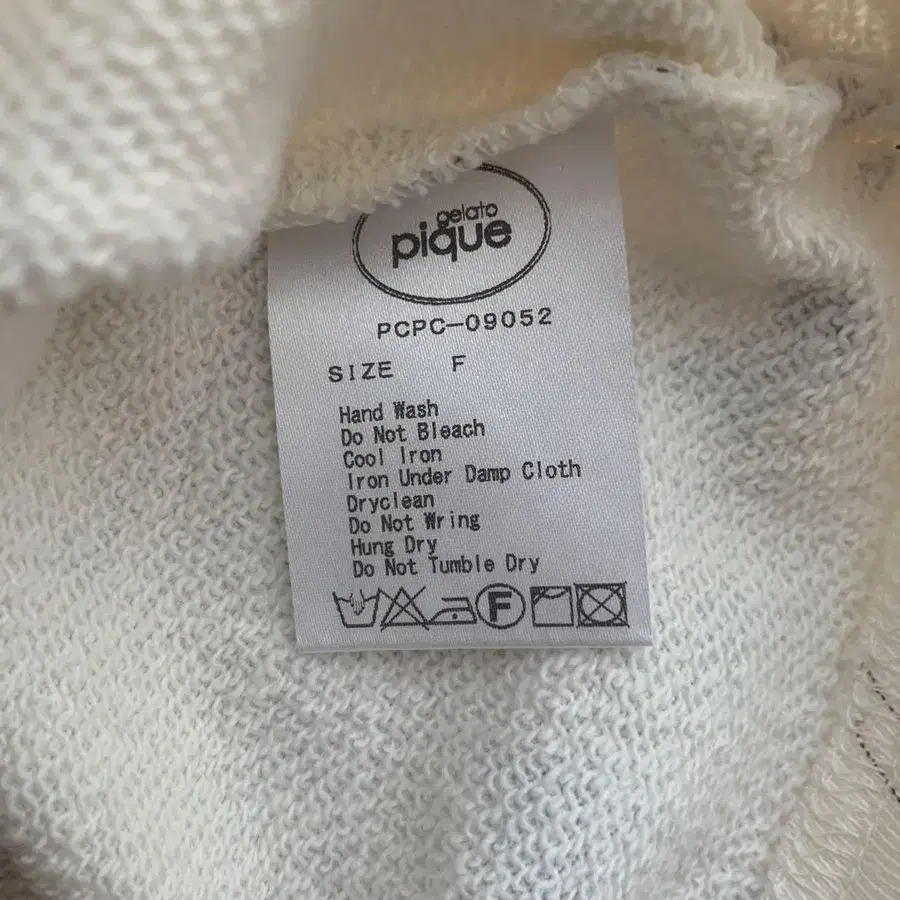 gelato
pique
PCPC-09052
SIZE F
Hand Wash
Do Not Bleach
Cool Iron
Iron Under Damp Cloth
Dryclean
Do Not Wring
Hung Dry
Do Not Tumble Dry
F